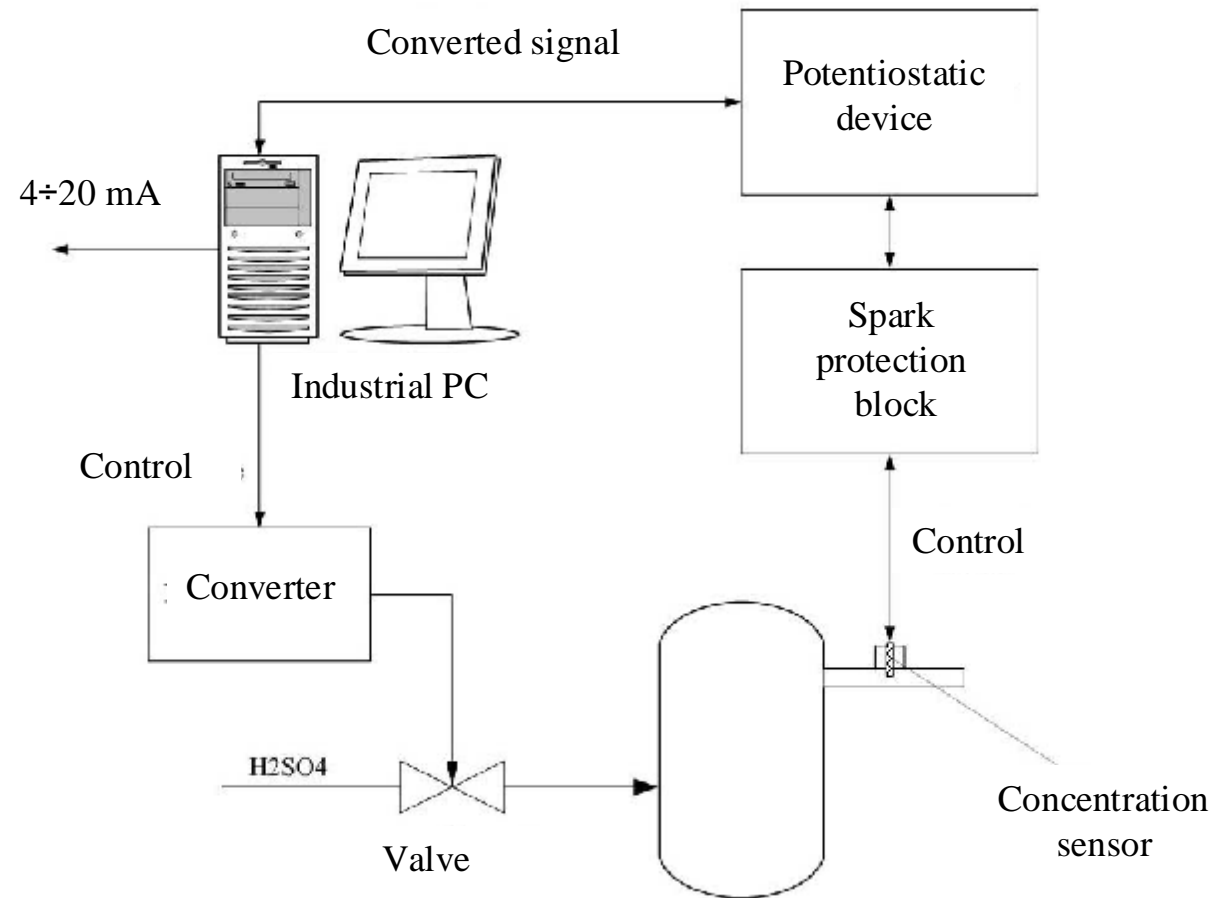 Converted signal
Potentiostatic
device
4÷20 mA
Industrial PC
Spark
protection
block
Control
Control
Converter
H2SO4
Valve
Concentration
sensor